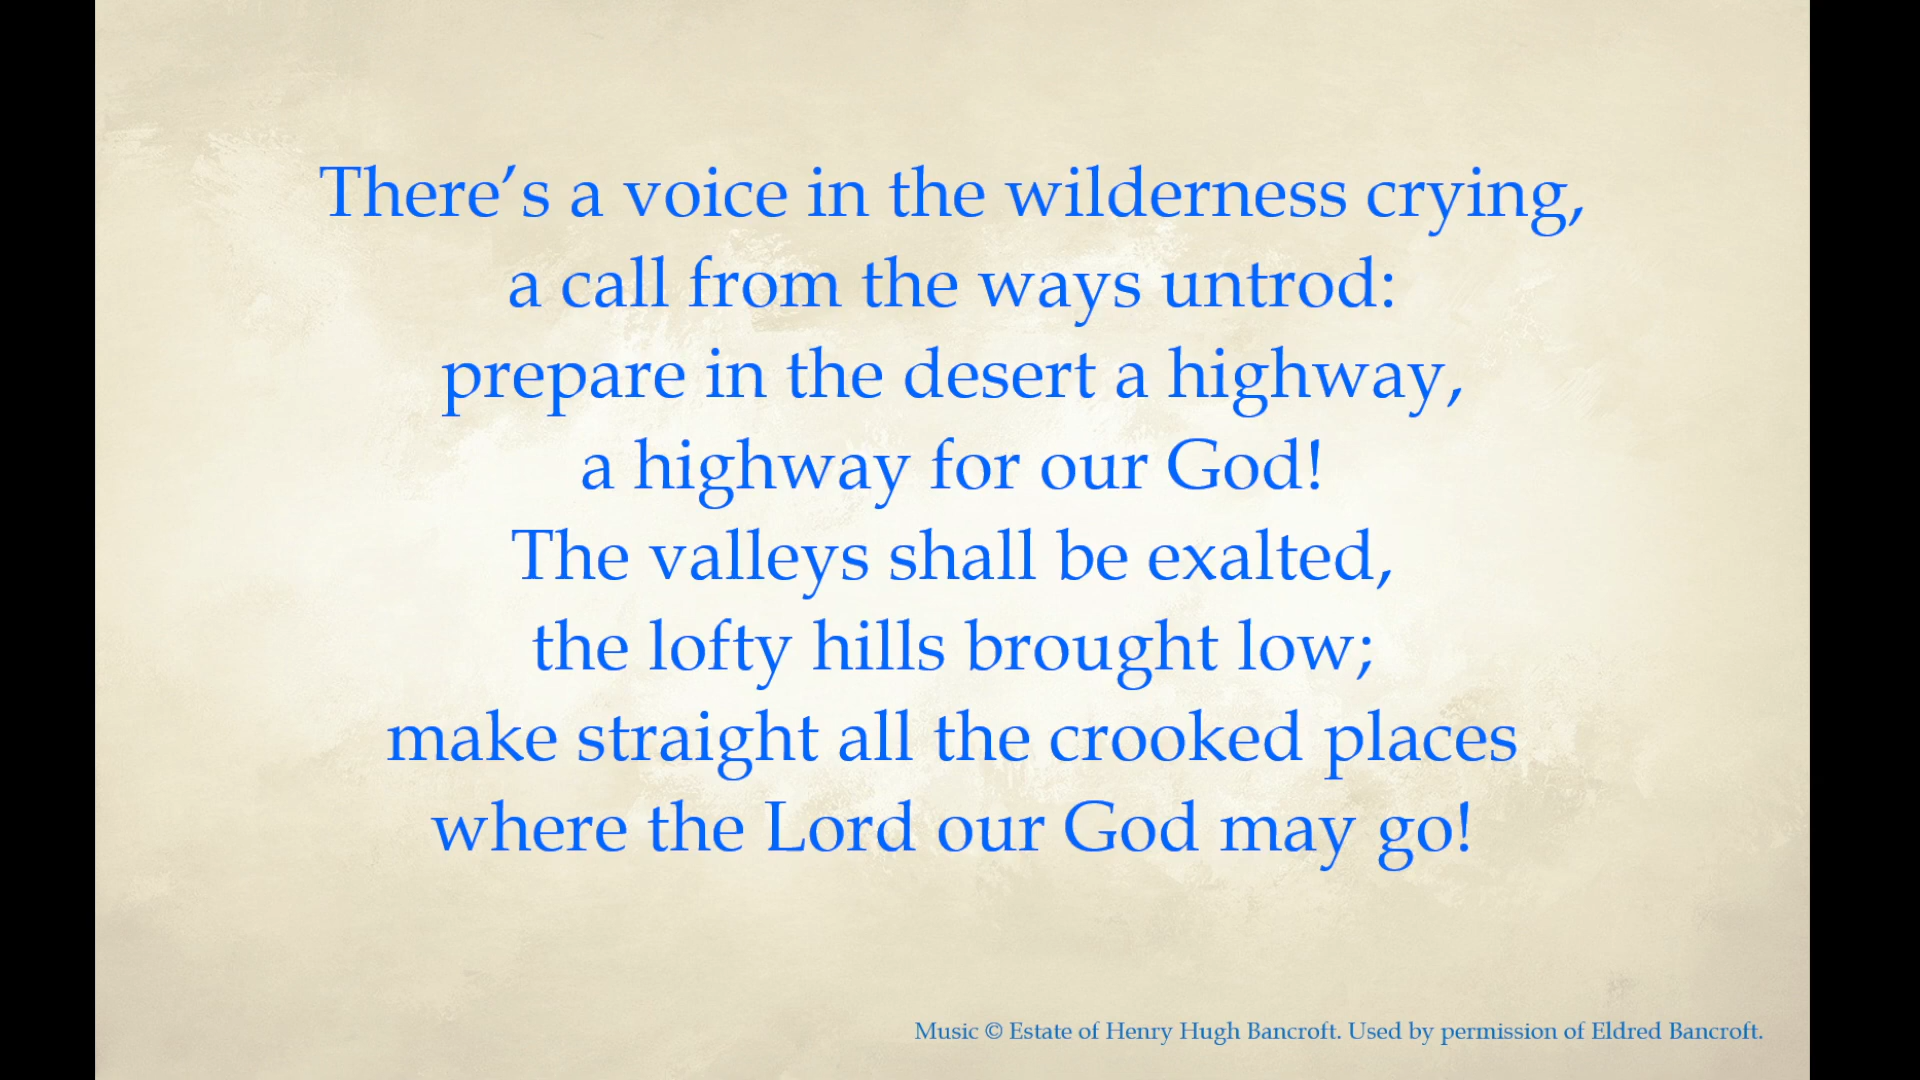 There’s a voice in the wilderness crying,
a call from the ways untrod:
prepare in the desert a highway,
a highway for our God!
The valleys shall be exalted,
the lofty hills brought low;
make straight all the crooked places
where the Lord our God may go!
Music © Estate of Henry Hugh Bancroft. Used by permission of Eldred Bancroft.